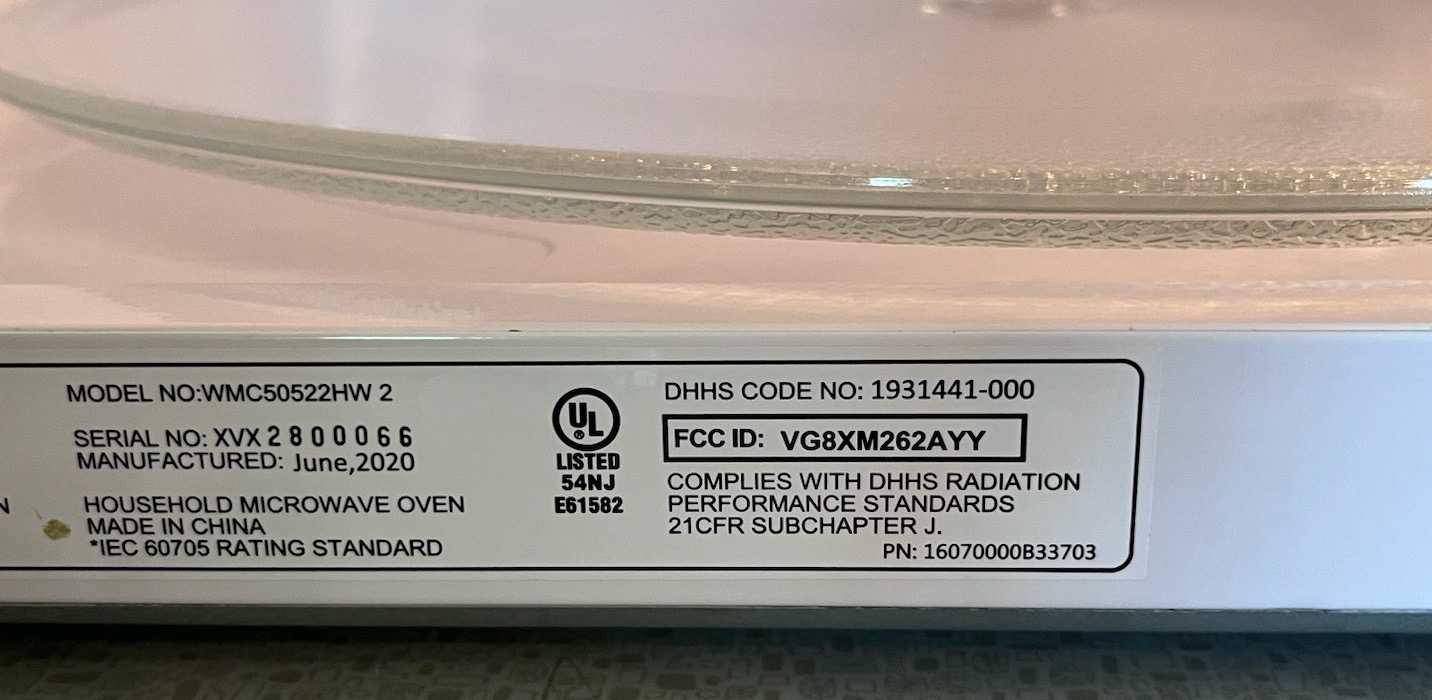 MODEL NO:WMC50522HW 2
SERIAL NO: XVX2800066
MANUFACTURED: June,2020
HOUSEHOLD MICROWAVE OVEN
MADE IN CHINA
*IEC 60705 RATING STANDARD
UL
®
LISTED
54NJ
E61582
DHHS CODE NO: 1931441-000
FCC ID: VG8XM262AYY
COMPLIES WITH DHHS RADIATION
PERFORMANCE STANDARDS
21CFR SUBCHAPTER J.
PN: 16070000B33703